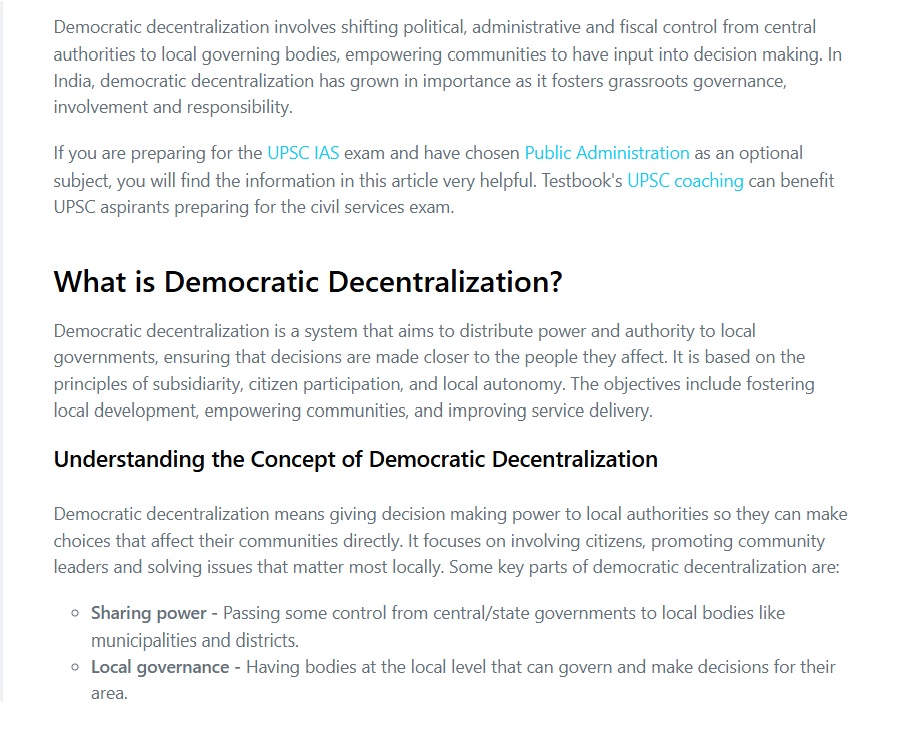 Democratic decentralization involves shifting political, administrative and fiscal control from central
authorities to local governing bodies, empowering communities to have input into decision making. In
India, democratic decentralization has grown in importance as it fosters grassroots governance,
involvement and responsibility.
If you are preparing for the UPSC IAS exam and have chosen Public Administration as an optional
subject, you will find the information in this article very helpful. Testbook's UPSC coaching can benefit
UPSC aspirants preparing for the civil services exam.
What is Democratic Decentralization?
Democratic decentralization is a system that aims to distribute power and authority to local
governments, ensuring that decisions are made closer to the people they affect. It is based on the
principles of subsidiarity, citizen participation, and local autonomy. The objectives include fostering
local development, empowering communities, and improving service delivery.
Understanding the Concept of Democratic Decentralization
Democratic decentralization means giving decision making power to local authorities so they can make
choices that affect their communities directly. It focuses on involving citizens, promoting community
leaders and solving issues that matter most locally. Some key parts of democratic decentralization are:
Sharing power - Passing some control from central/state governments to local bodies like
municipalities and districts.
Local governance - Having bodies at the local level that can govern and make decisions for their
area.